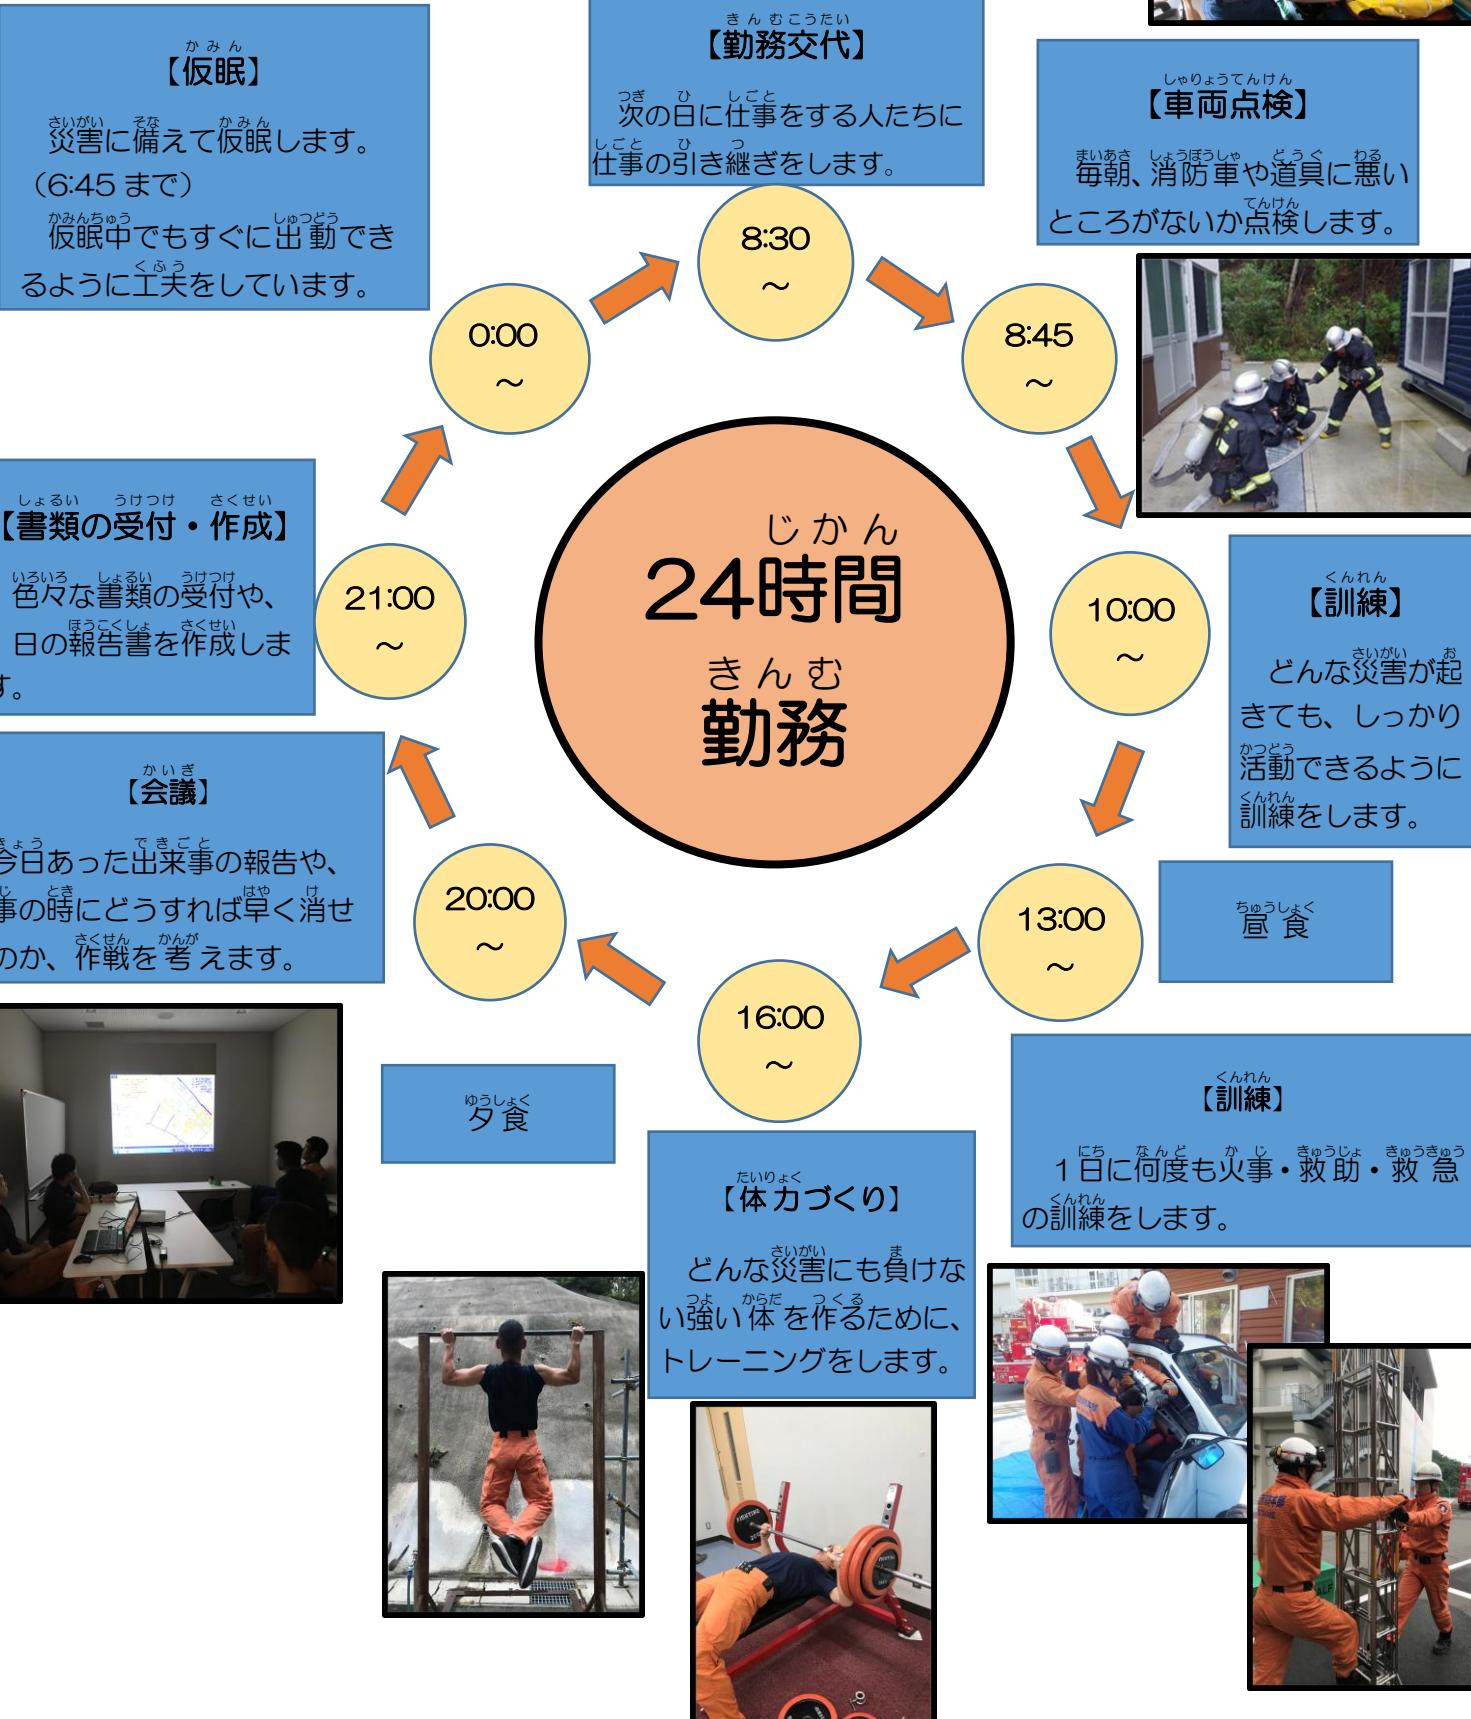 【勤務交代】
次の日に仕事をする人たちに
仕事の引き継ぎをします。
8:30
～
【車両点検】
毎朝、消防車や道具に悪い
ところがないか点検します。
8:45
～
10:00
～
【訓練】
どんな災害が起
きても、しっかり
活動できるように
訓練をします。
昼食
13:00
～
【訓練】
1日に何度も火事・救助・救急
の訓練をします。
16:00
～
【体力づくり】
どんな災害にも負けな
い強い体を作るために、
トレーニングをします。
夕食
20:00
～
【会議】
今日あった出来事の報告や、
事の時にどうすれば早く消せ
のか、作戦を考えます。
21:00
～
【書類の受付・作成】
色々な書類の受付や、
日の報告書を作成しま
す。
0:00
～
【仮眠】
災害に備えて仮眠します。
（6:45 まで）
仮眠中でもすぐに出動でき
るように工夫をしています。
24時間
勤務